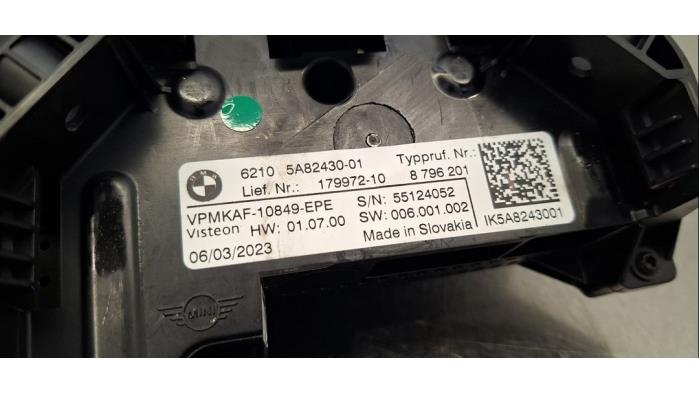 BMW
6210 5A82430-01 Typpruf. Nr.:
Lief. Nr.: 179972-10 8 796 201
VPMKAF-10849-EPE S/N: 55124052
Visteon HW: 01.07.00 SW: 006.001.002
06/03/2023 Made in Slovakia
IK5A8243001
MINI